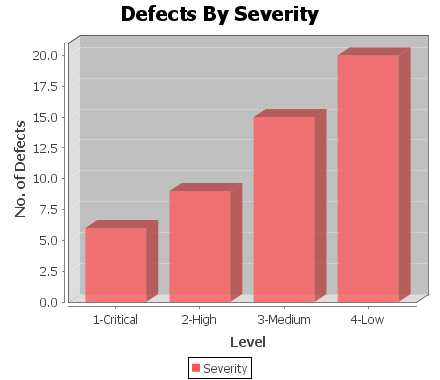 Defects By Severity
No. of Defects
20.0
17.5
15.0
12.5
10.0
7.5
5.0
2.5
0.0
1-Critical 2-High 3-Medium 4-Low
Level
Severity